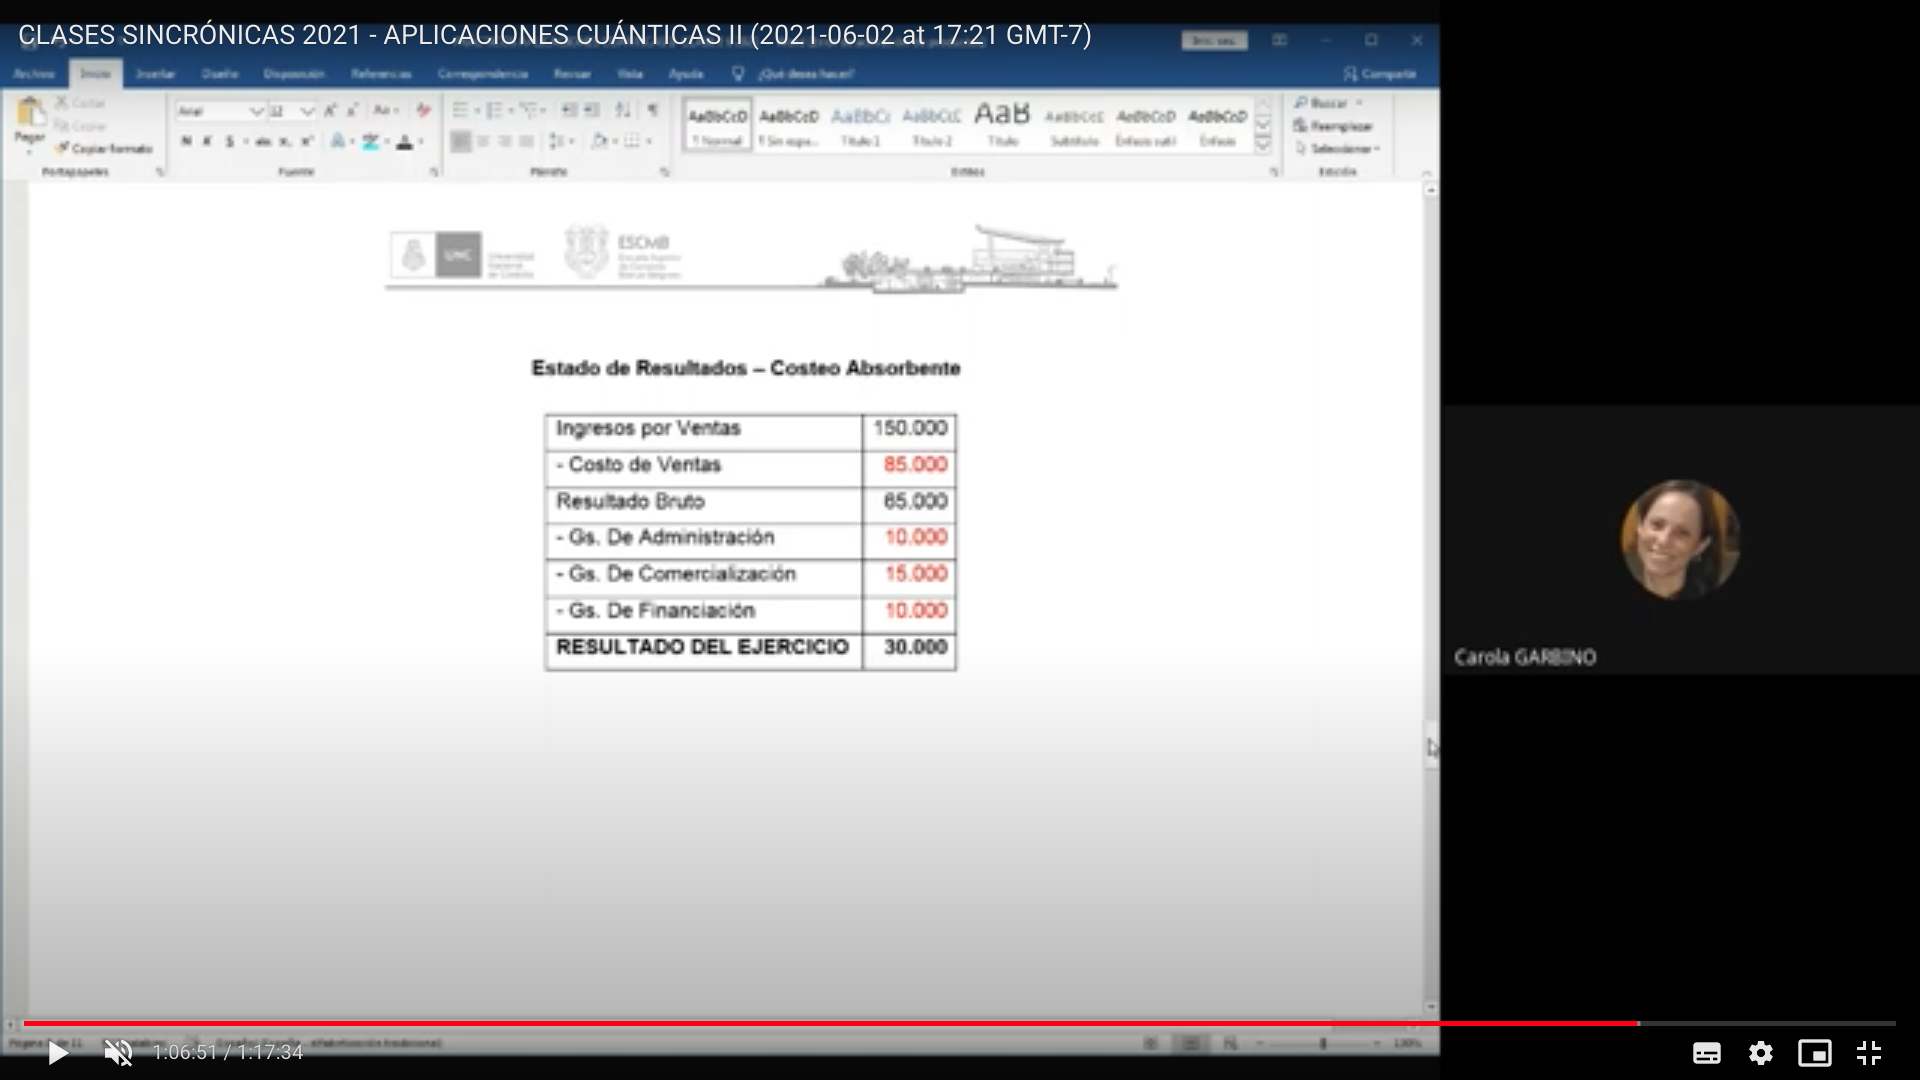 CLASES SINCRÓNICAS 2021 - APLICACIONES CUÁNTICAS II (2021-06-02 at 17:21 GMT-7)
Archivo Inicio Insertar Diseño Disposición Referencias Correspondencia Revisar Vista Ayuda ¿Qué desea hacer? Compartir
Cortar
Copiar
Pegar
Copiar formato
Portapapeles
Arial 12
Fuente
Párrafo
AaBbCcD AaBbCcD AaBbCc AaBbCcC AaB AaBbCcC AaBbCcD AaBbCcD
Normal Sin espa... Título 1 Título 2 Título Subtítulo Énfasis sutil Énfasis
Estilos
Buscar
Reemplazar
Seleccionar
Edición
UNC
Universidad
Nacional
de Córdoba
ESCMB
Estado de Resultados – Costeo Absorbente
Ingresos por Ventas 150.000
- Costo de Ventas 85.000
Resultado Bruto 65.000
- Gs. De Administración 10.000
- Gs. De Comercialización 15.000
- Gs. De Financiación 10.000
RESULTADO DEL EJERCICIO 30.000
Carola GARBINO
1:06:51 / 1:17:34